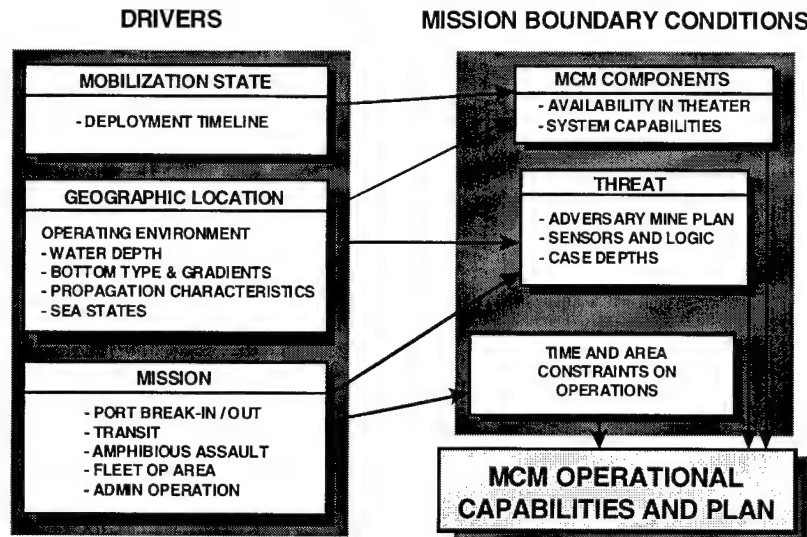 DRIVERS
MOBILIZATION STATE
- DEPLOYMENT TIMELINE
GEOGRAPHIC LOCATION
OPERATING ENVIRONMENT
- WATER DEPTH
- BOTTOM TYPE & GRADIENTS
- PROPAGATION CHARACTERISTICS
- SEA STATES
MISSION
- PORT BREAK-IN / OUT
- TRANSIT
- AMPHIBIOUS ASSAULT
- FLEET OP AREA
- ADMIN OPERATION
MISSION BOUNDARY CONDITIONS
MCM COMPONENTS
- AVAILABILITY IN THEATER
- SYSTEM CAPABILITIES
THREAT
- ADVERSARY MINE PLAN
- SENSORS AND LOGIC
- CASE DEPTHS
TIME AND AREA
CONSTRAINTS ON
OPERATIONS
MCM OPERATIONAL
CAPABILITIES AND PLAN